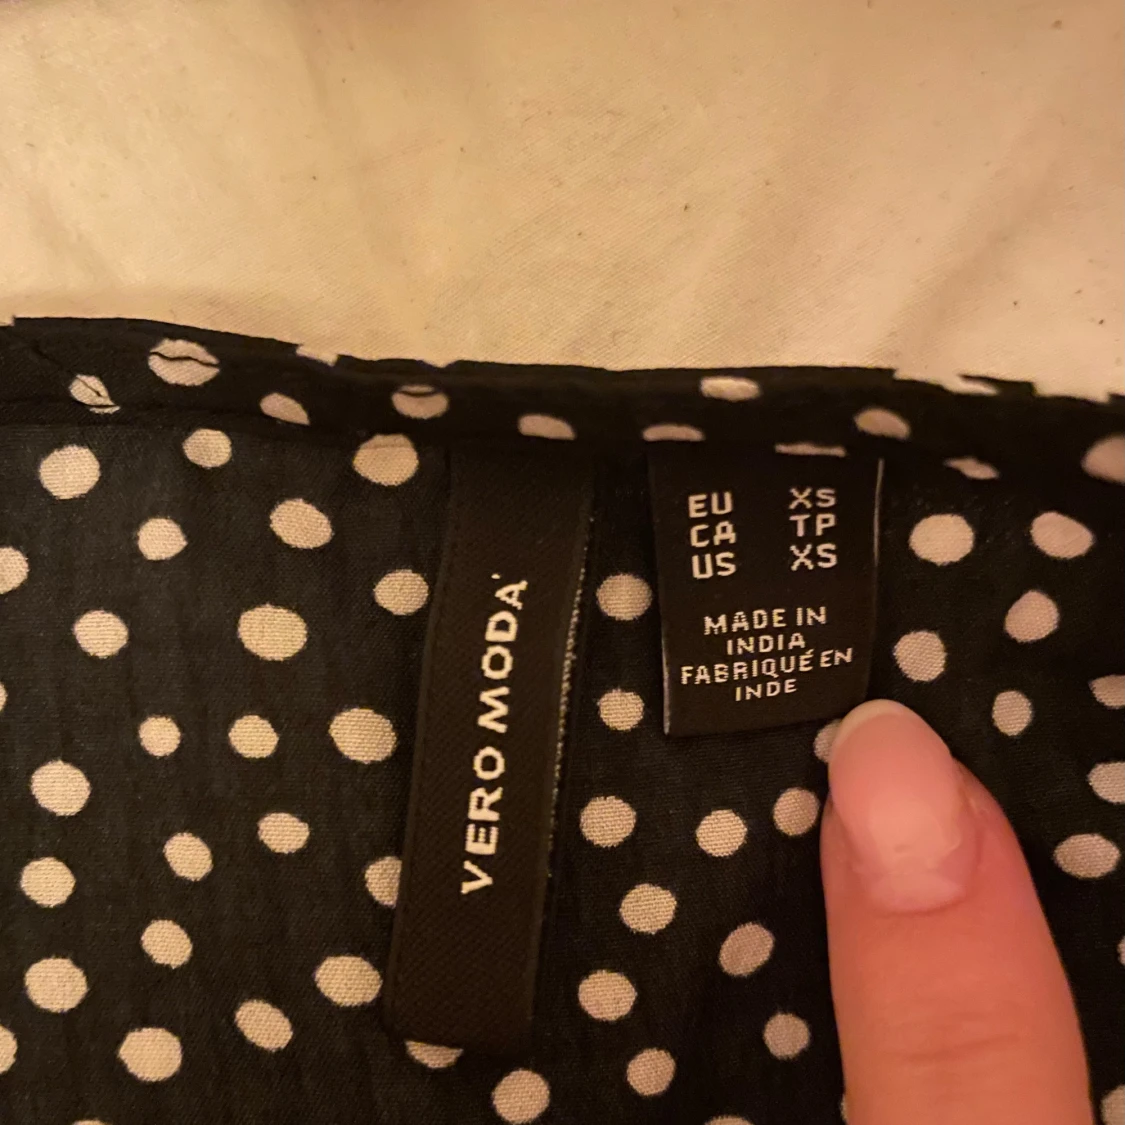 VERO MODA
EU XS
CA TP
US XS
MADE IN
INDIA
FABRIQUÉ EN
INDE